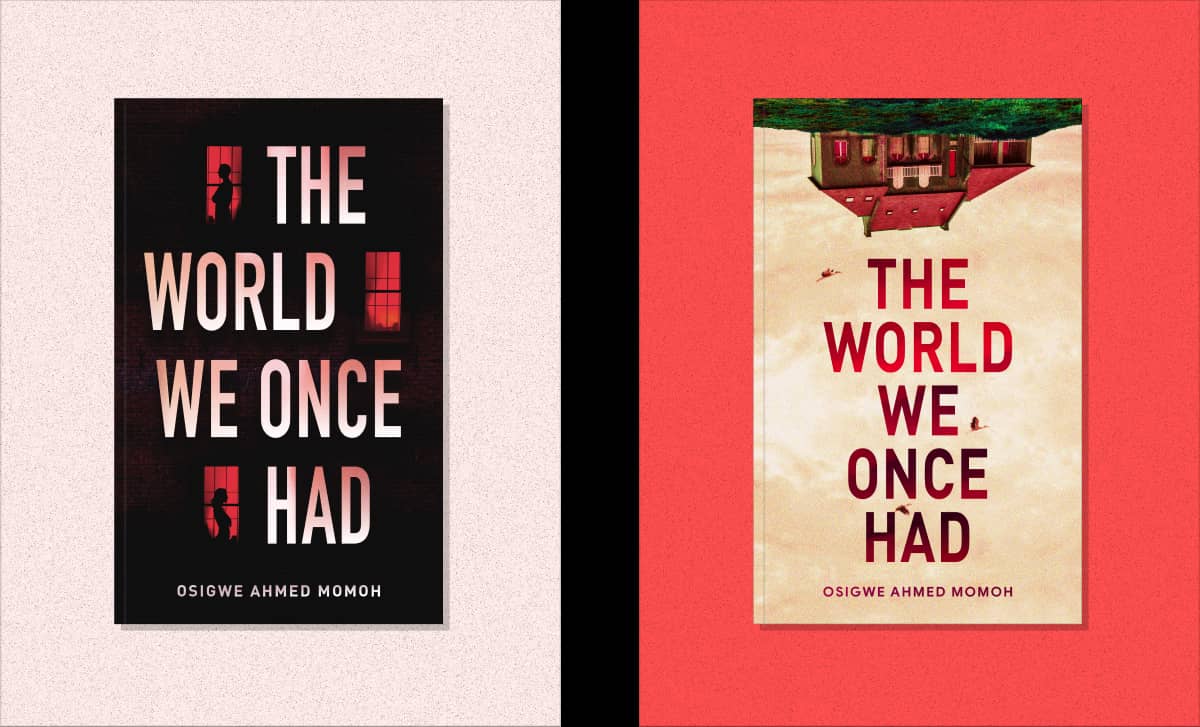 THE
WORLD
WE ONCE
HAD
OSIGWE AHMED MOMOH
THE
WORLD
WE
ONCE
HAD
OSIGWE AHMED MOMOH